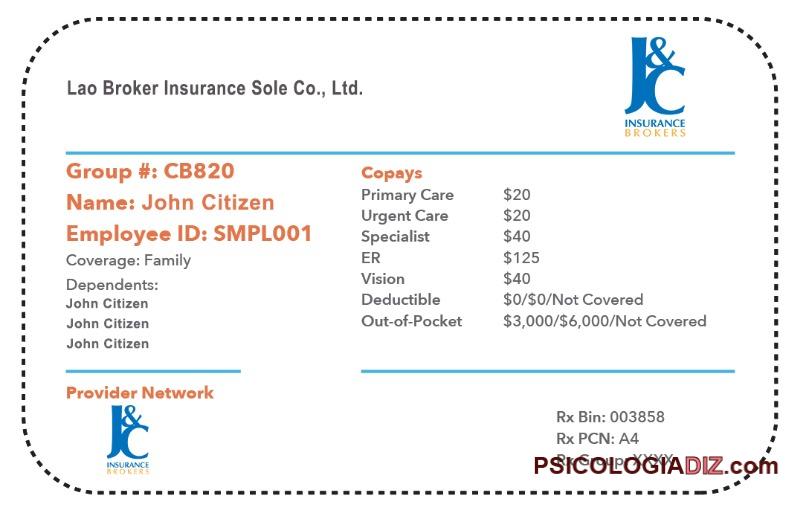 Lao Broker Insurance Sole Co., Ltd.
J&C
INSURANCE
BROKERS
Group #: CB820
Name: John Citizen
Employee ID: SMPL001
Coverage: Family
Dependents:
John Citizen
John Citizen
John Citizen
Copays
Primary Care $20
Urgent Care $20
Specialist $40
ER $125
Vision $40
Deductible $0/$0/Not Covered
Out-of-Pocket $3,000/$6,000/Not Covered
Provider Network
J&C
INSURANCE
BROKERS
Rx Bin: 003858
Rx PCN: A4
Rx Group: XXXX
PSICOLOGIADIZ.com